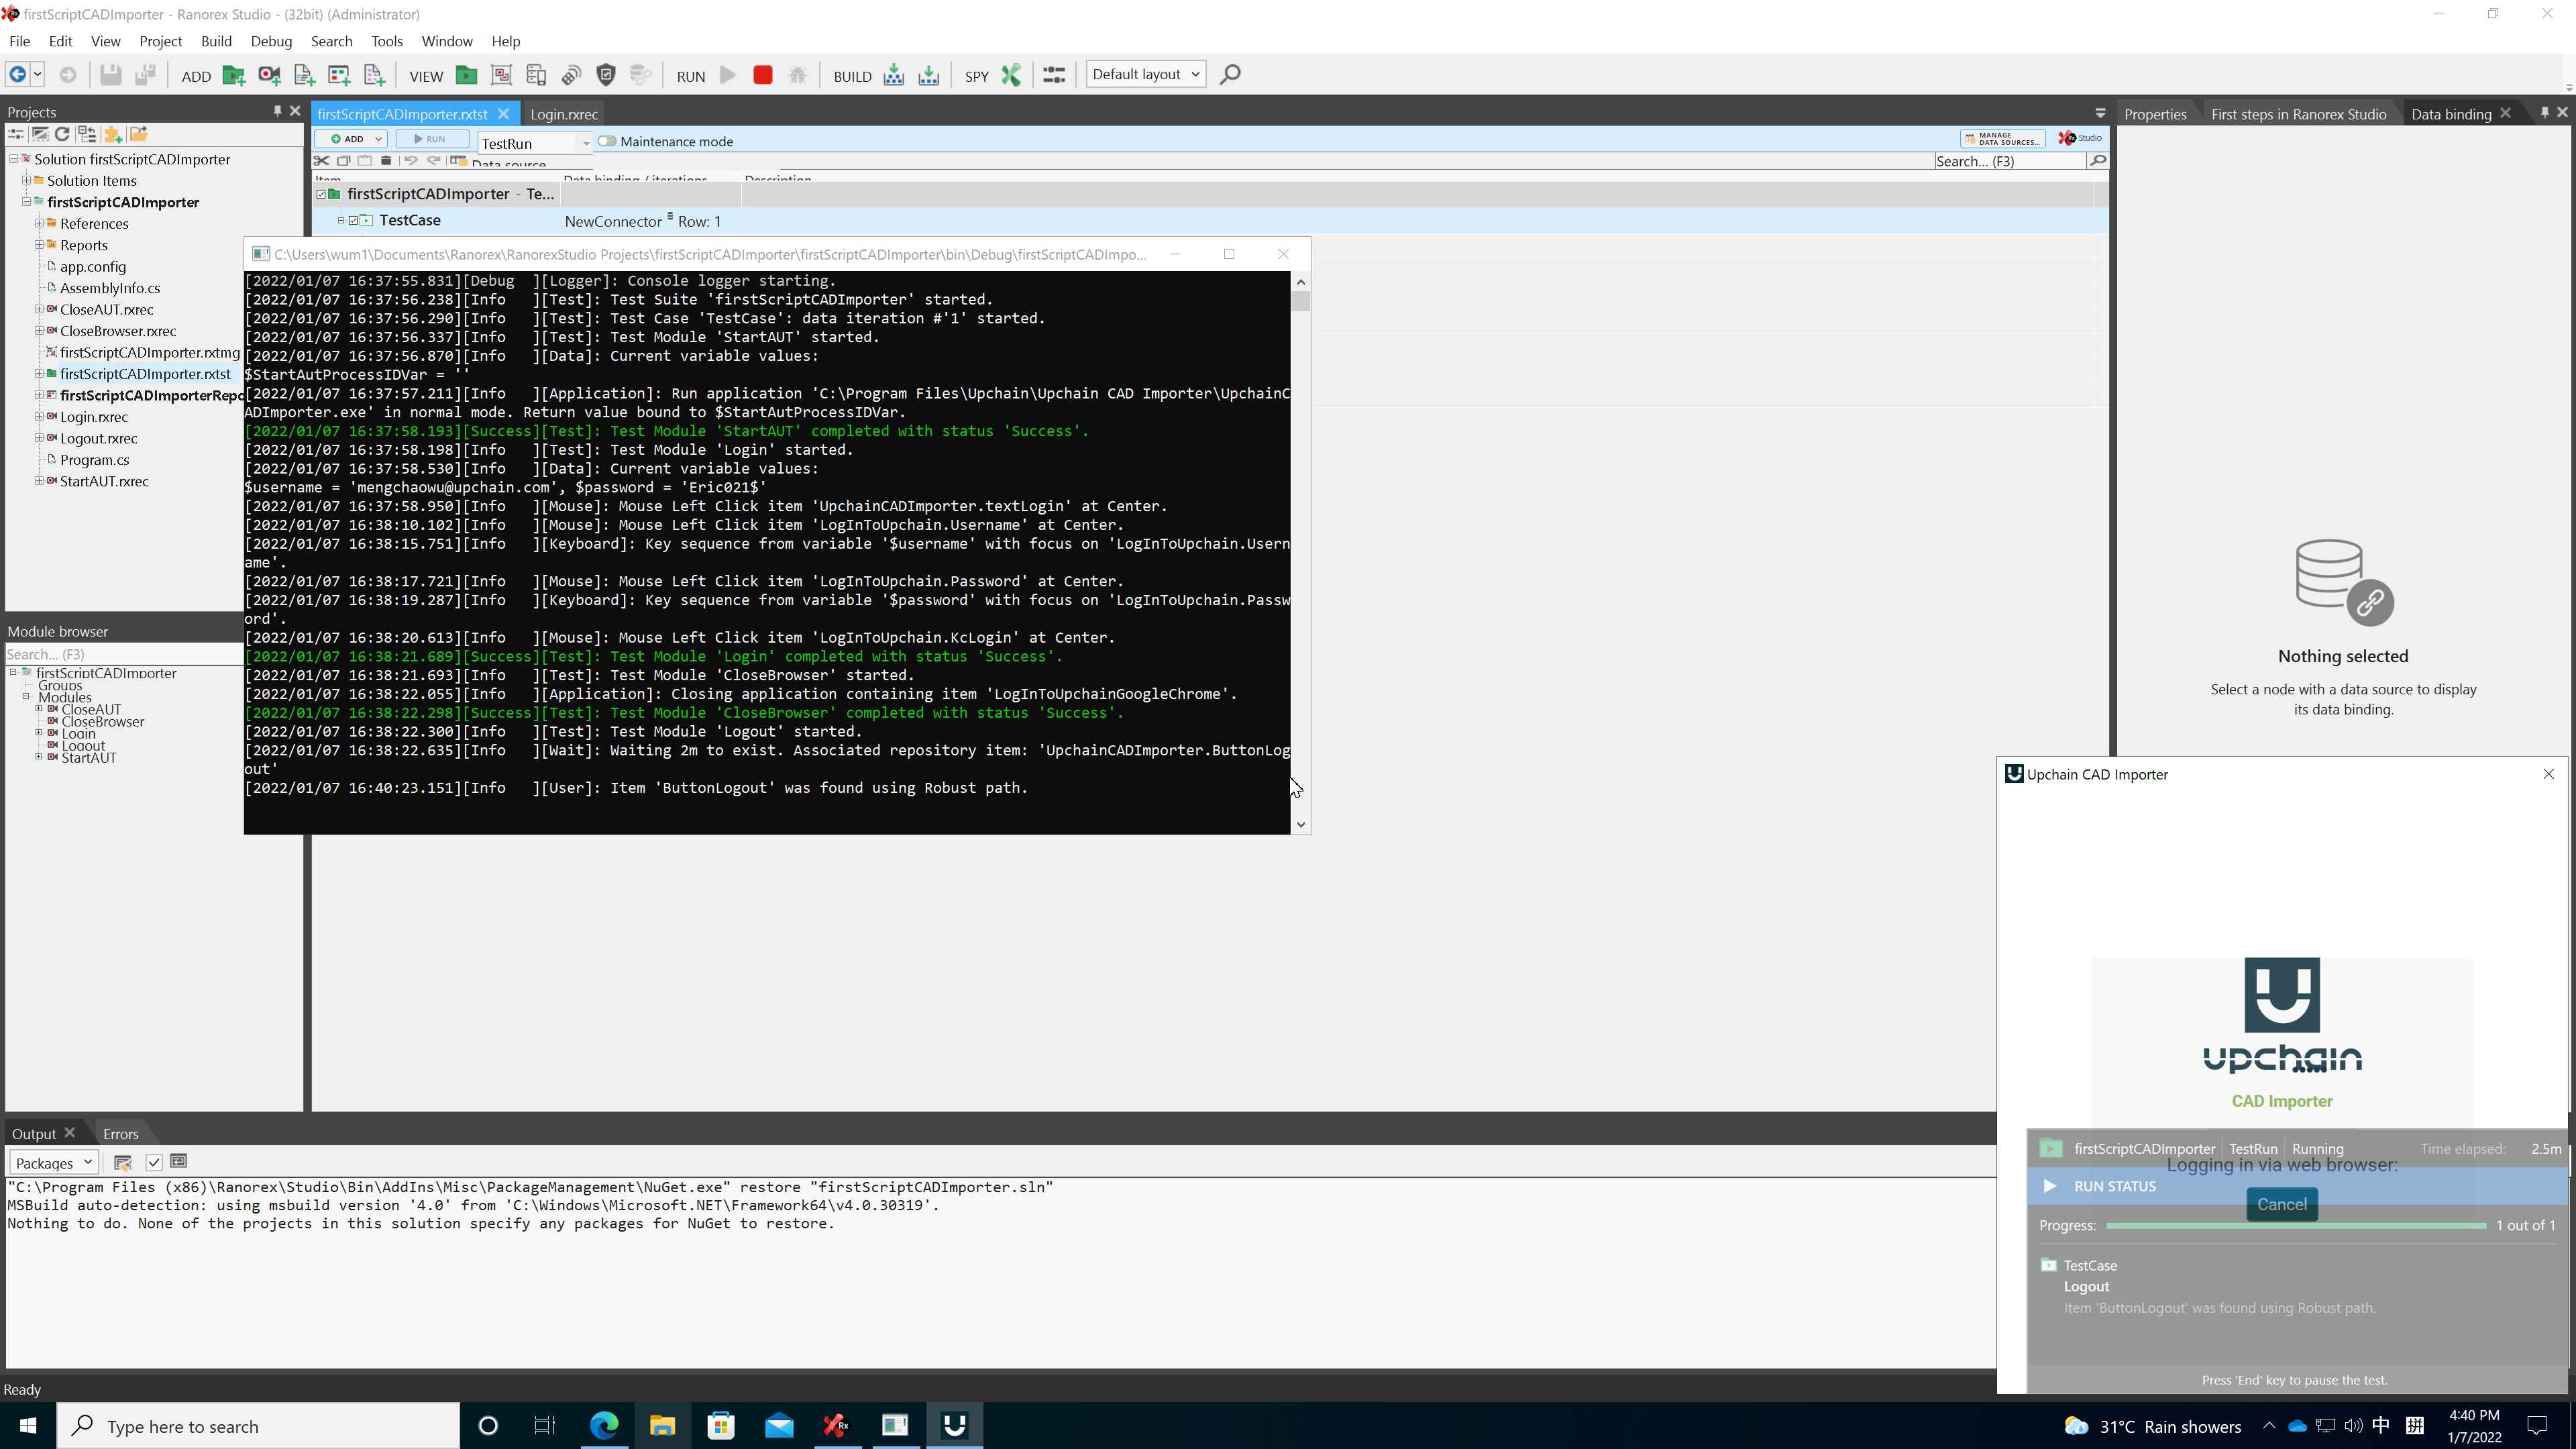 firstScriptCADImporter - Ranorex Studio - (32bit) (Administrator)
File Edit View Project Build Debug Search Tools Window Help
ADD VIEW RUN BUILD SPY Default layout
Projects
firstScriptCADImporter.rxtst Login.rxrec
Properties First steps in Ranorex Studio Data binding
ADD RUN TestRun Maintenance mode MANAGE DATA SOURCES... Studio
Data source Search... (F3)
Item Data binding / iterations Description
firstScriptCADImporter - Te...
TestCase NewConnector Row: 1
Solution firstScriptCADImporter
Solution Items
firstScriptCADImporter
References
Reports
app.config
AssemblyInfo.cs
CloseAUT.rxrec
CloseBrowser.rxrec
firstScriptCADImporter.rxtmg
firstScriptCADImporter.rxtst
firstScriptCADImporterRepo
Login.rxrec
Logout.rxrec
Program.cs
StartAUT.rxrec
Module browser
Search... (F3)
firstScriptCADImporter
Groups
Modules
CloseAUT
CloseBrowser
Login
Logout
StartAUT
C:\Users\wum1\Documents\Ranorex\RanorexStudio Projects\firstScriptCADImporter\firstScriptCADImporter\bin\Debug\firstScriptCADImpo...
[2022/01/07 16:37:55.831][Debug ][Logger]: Console logger starting.
[2022/01/07 16:37:56.238][Info ][Test]: Test Suite 'firstScriptCADImporter' started.
[2022/01/07 16:37:56.290][Info ][Test]: Test Case 'TestCase': data iteration #'1' started.
[2022/01/07 16:37:56.337][Info ][Test]: Test Module 'StartAUT' started.
[2022/01/07 16:37:56.870][Info ][Data]: Current variable values:
$StartAutProcessIDVar = ''
[2022/01/07 16:37:57.211][Info ][Application]: Run application 'C:\Program Files\Upchain\Upchain CAD Importer\UpchainC
ADImporter.exe' in normal mode. Return value bound to $StartAutProcessIDVar.
[2022/01/07 16:37:58.193][Success][Test]: Test Module 'StartAUT' completed with status 'Success'.
[2022/01/07 16:37:58.198][Info ][Test]: Test Module 'Login' started.
[2022/01/07 16:37:58.530][Info ][Data]: Current variable values:
$username = 'mengchaowu@upchain.com', $password = 'Eric021$'
[2022/01/07 16:37:58.950][Info ][Mouse]: Mouse Left Click item 'UpchainCADImporter.textLogin' at Center.
[2022/01/07 16:38:10.102][Info ][Mouse]: Mouse Left Click item 'LogInToUpchain.Username' at Center.
[2022/01/07 16:38:15.751][Info ][Keyboard]: Key sequence from variable '$username' with focus on 'LogInToUpchain.Usern
ame'.
[2022/01/07 16:38:17.721][Info ][Mouse]: Mouse Left Click item 'LogInToUpchain.Password' at Center.
[2022/01/07 16:38:19.287][Info ][Keyboard]: Key sequence from variable '$password' with focus on 'LogInToUpchain.Passw
ord'.
[2022/01/07 16:38:20.613][Info ][Mouse]: Mouse Left Click item 'LogInToUpchain.KcLogin' at Center.
[2022/01/07 16:38:21.689][Success][Test]: Test Module 'Login' completed with status 'Success'.
[2022/01/07 16:38:21.693][Info ][Test]: Test Module 'CloseBrowser' started.
[2022/01/07 16:38:22.055][Info ][Application]: Closing application containing item 'LogInToUpchainGoogleChrome'.
[2022/01/07 16:38:22.298][Success][Test]: Test Module 'CloseBrowser' completed with status 'Success'.
[2022/01/07 16:38:22.300][Info ][Test]: Test Module 'Logout' started.
[2022/01/07 16:38:22.635][Info ][Wait]: Waiting 2m to exist. Associated repository item: 'UpchainCADImporter.ButtonLog
out'
[2022/01/07 16:40:23.151][Info ][User]: Item 'ButtonLogout' was found using Robust path.
Nothing selected
Select a node with a data source to display
its data binding.
Upchain CAD Importer
upchain
CAD Importer
firstScriptCADImporter TestRun Running Time elapsed: 2.5m
Logging in via web browser:
RUN STATUS
Cancel
Progress: 1 out of 1
TestCase
Logout
Item 'ButtonLogout' was found using Robust path.
Press 'End' key to pause the test.
Output Errors
Packages
"C:\Program Files (x86)\Ranorex\Studio\Bin\AddIns\Misc\PackageManagement\NuGet.exe" restore "firstScriptCADImporter.sln"
MSBuild auto-detection: using msbuild version '4.0' from 'C:\Windows\Microsoft.NET\Framework64\v4.0.30319'.
Nothing to do. None of the projects in this solution specify any packages for NuGet to restore.
Ready
Type here to search
31°C Rain showers 中 拼 4:40 PM
1/7/2022